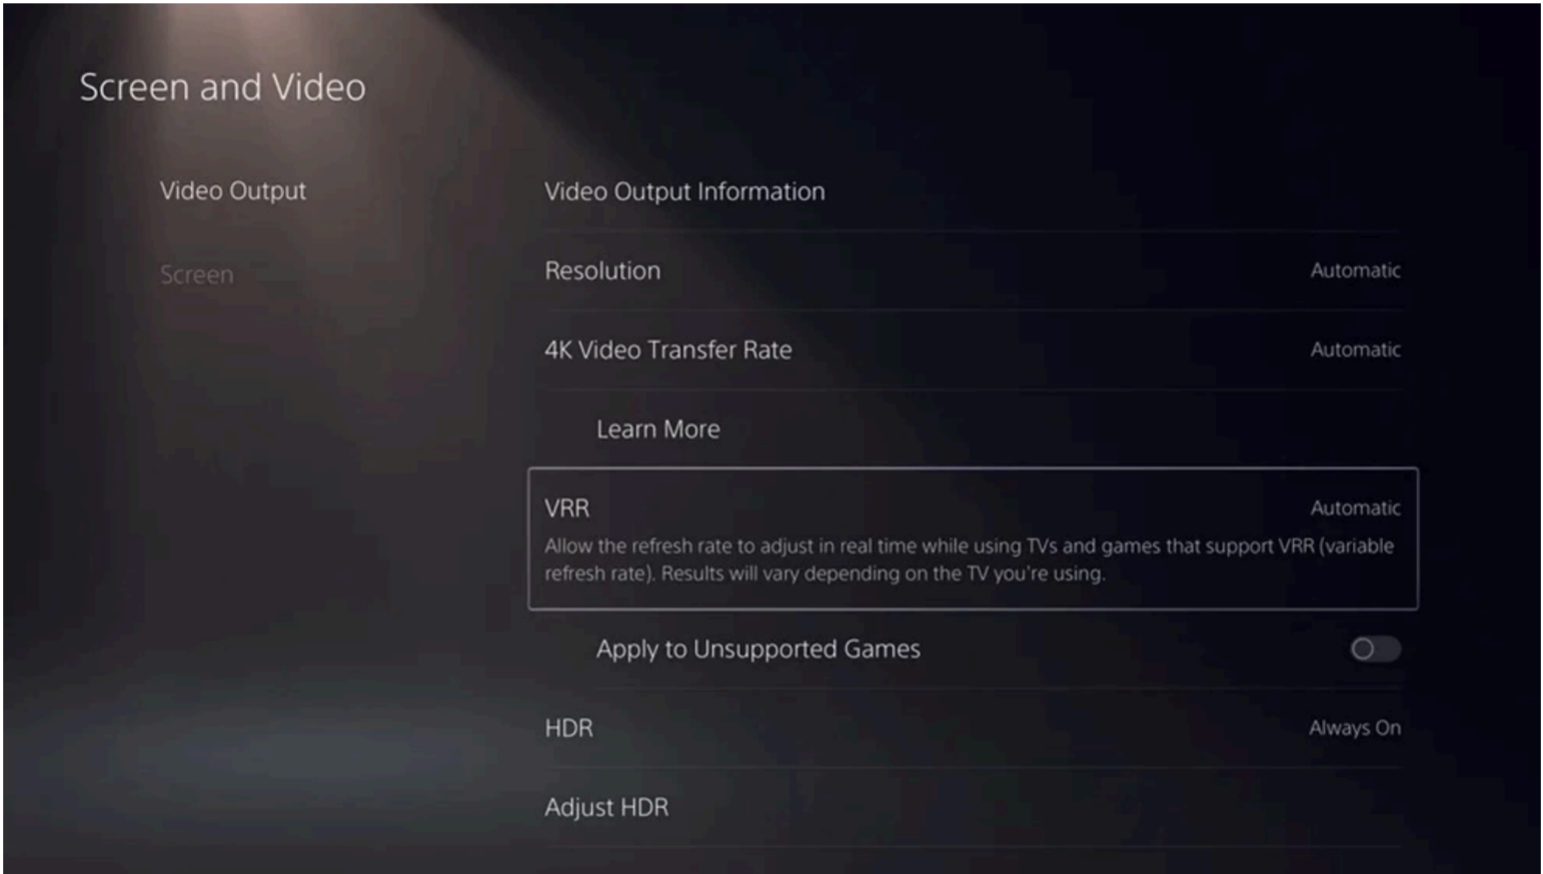 Screen and Video
Video Output
Screen
Video Output Information
Resolution
Automatic
4K Video Transfer Rate
Automatic
Learn More
VRR
Automatic
Allow the refresh rate to adjust in real time while using TVs and games that support VRR (variable
refresh rate). Results will vary depending on the TV you're using.
Apply to Unsupported Games
HDR
Always On
Adjust HDR